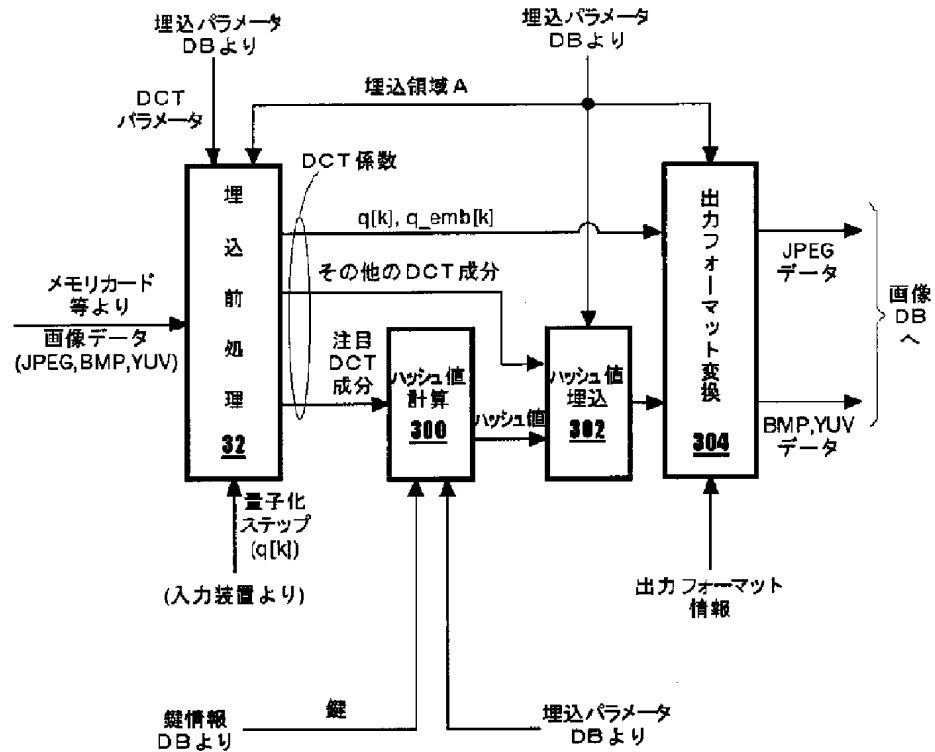 埋込パラメータ
DBより
埋込パラメータ
DBより
DCT
パラメータ
埋込領域A
DCT係数
埋込前処理
32
q[k], q_emb[k]
その他のDCT成分
メモリカード
等より
画像データ
(JPEG,BMP,YUV)
注目
DCT
成分
ハッシュ値
計算
300
ハッシュ値
ハッシュ値
埋込
302
出力フォーマット変換
304
JPEG
データ
画像
DB
へ
BMP,YUV
データ
量子化
ステップ
(q[k])
(入力装置より)
出力フォーマット
情報
鍵情報
DBより
鍵
埋込パラメータ
DBより